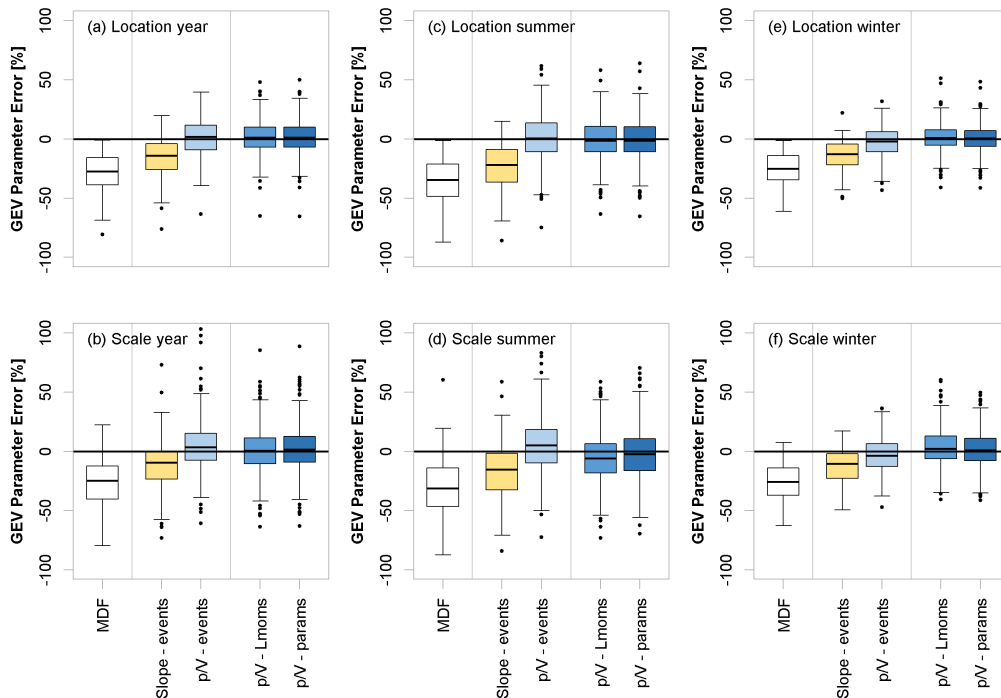 (a) Location year
(c) Location summer
(e) Location winter
GEV Parameter Error [%]
100
50
0
-50
-100
GEV Parameter Error [%]
100
50
0
-50
-100
GEV Parameter Error [%]
100
50
0
-50
-100
(b) Scale year
(d) Scale summer
(f) Scale winter
GEV Parameter Error [%]
100
50
0
-50
-100
GEV Parameter Error [%]
100
50
0
-50
-100
GEV Parameter Error [%]
100
50
0
-50
-100
MDF
Slope - events
p/V - events
p/V - Lmoms
p/V - params
MDF
Slope - events
p/V - events
p/V - Lmoms
p/V - params
MDF
Slope - events
p/V - events
p/V - Lmoms
p/V - params